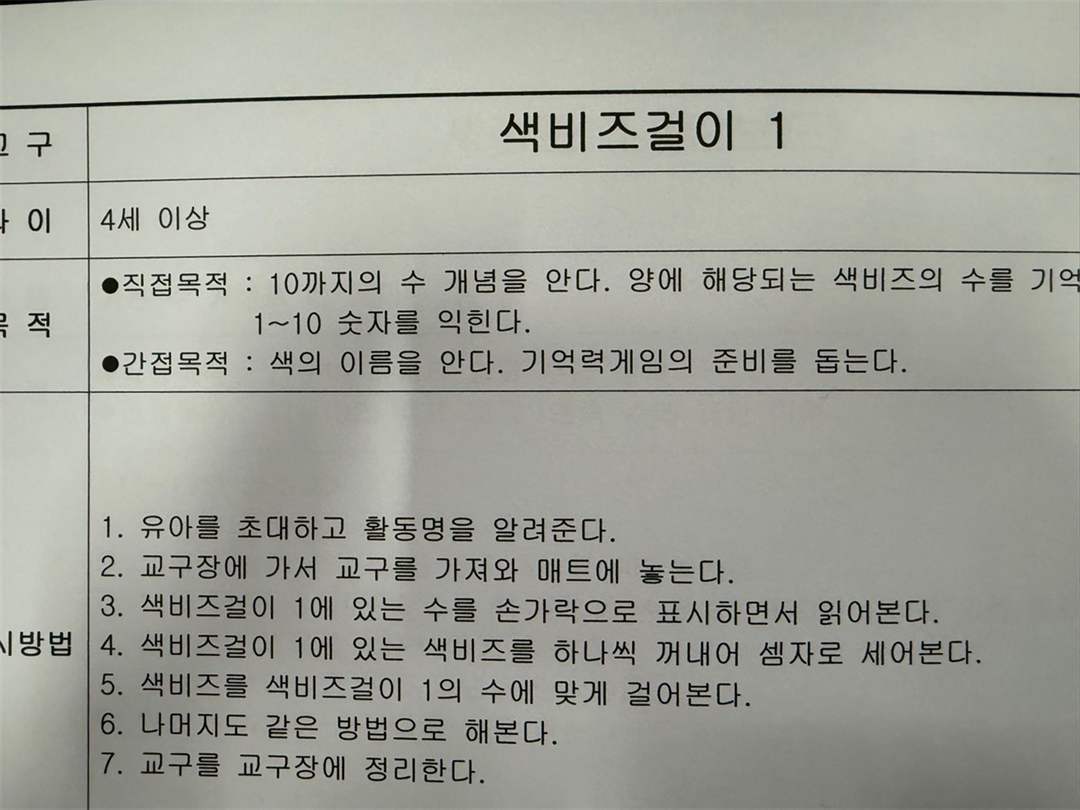 교 구
색비즈걸이 1
이
4세 이상
목 적
●직접목적 : 10까지의 수 개념을 안다. 양에 해당되는 색비즈의 수를 기억
1~10 숫자를 익힌다.
●간접목적 : 색의 이름을 안다. 기억력게임의 준비를 돕는다.
시방법
1. 유아를 초대하고 활동명을 알려준다.
2. 교구장에 가서 교구를 가져와 매트에 놓는다.
3. 색비즈걸이 1에 있는 수를 손가락으로 표시하면서 읽어본다.
4. 색비즈걸이 1에 있는 색비즈를 하나씩 꺼내어 셈자로 세어본다.
5. 색비즈를 색비즈걸이 1의 수에 맞게 걸어본다.
6. 나머지도 같은 방법으로 해본다.
7. 교구를 교구장에 정리한다.